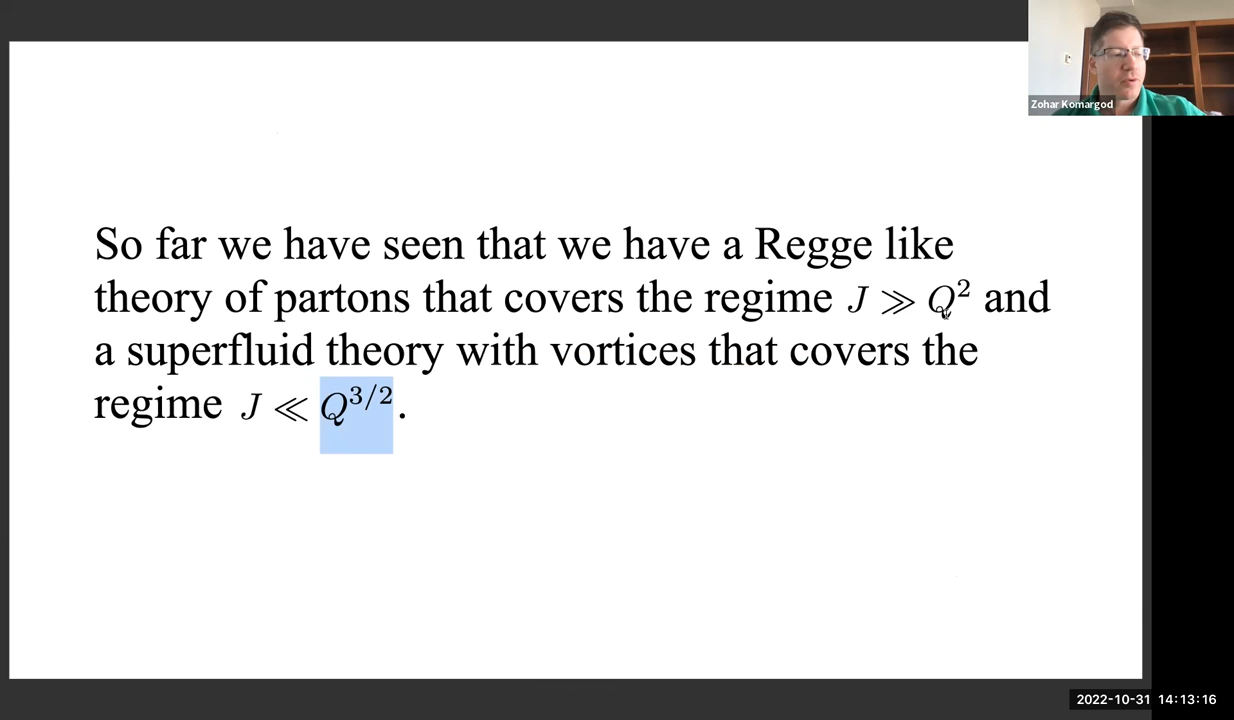 Zohar Komargod
So far we have seen that we have a Regge like
theory of partons that covers the regime J ≫ Q² and
a superfluid theory with vortices that covers the
regime J ≪ Q^{3/2}.
2022-10-31 14:13:16